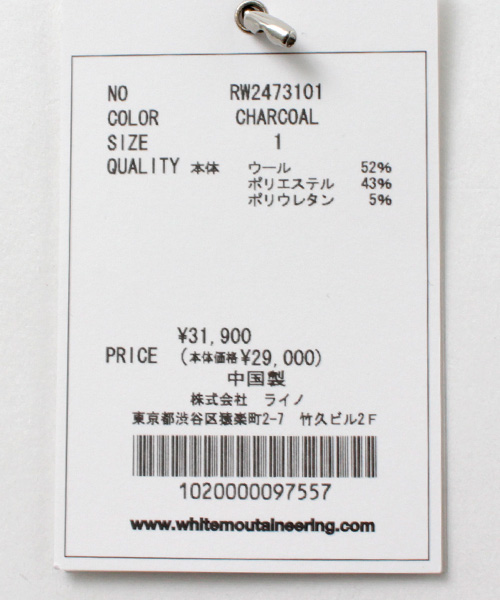 NO RW2473101
COLOR CHARCOAL
SIZE 1
QUALITY 本体 ウール 52%
ポリエステル 43%
ポリウレタン 5%
¥31,900
PRICE (本体価格¥29,000)
中国製
株式会社 ライノ
東京都渋谷区猿楽町2-7 竹久ビル2F
1020000097557
www.whitemoutaineering.com